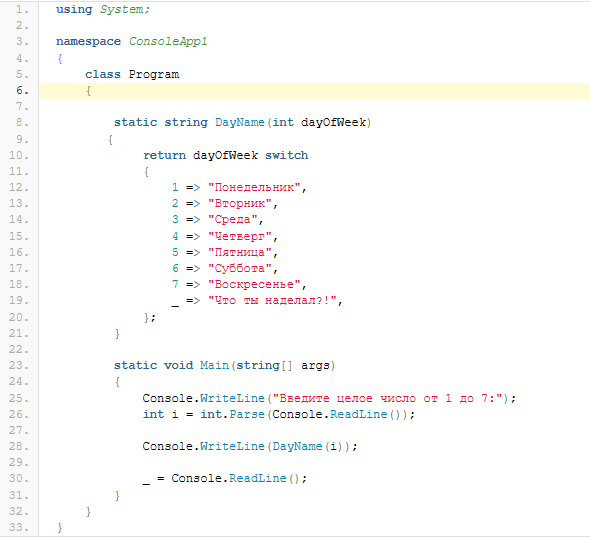 1. using System;
2.
3. namespace ConsoleApp1
4. {
5.     class Program
6.     {
7.
8.         static string DayName(int dayOfWeek)
9.        {
10.             return dayOfWeek switch
11.             {
12.                 1 => "Понедельник",
13.                 2 => "Вторник",
14.                 3 => "Среда",
15.                 4 => "Четверг",
16.                 5 => "Пятница",
17.                 6 => "Суббота",
18.                 7 => "Воскресенье",
19.                 _ => "Что ты наделал?!",
20.             };
21.         }
22.
23.         static void Main(string[] args)
24.         {
25.             Console.WriteLine("Введите целое число от 1 до 7:");
26.             int i = int.Parse(Console.ReadLine());
27.
28.             Console.WriteLine(DayName(i));
29.
30.             _ = Console.ReadLine();
31.         }
32.     }
33. }